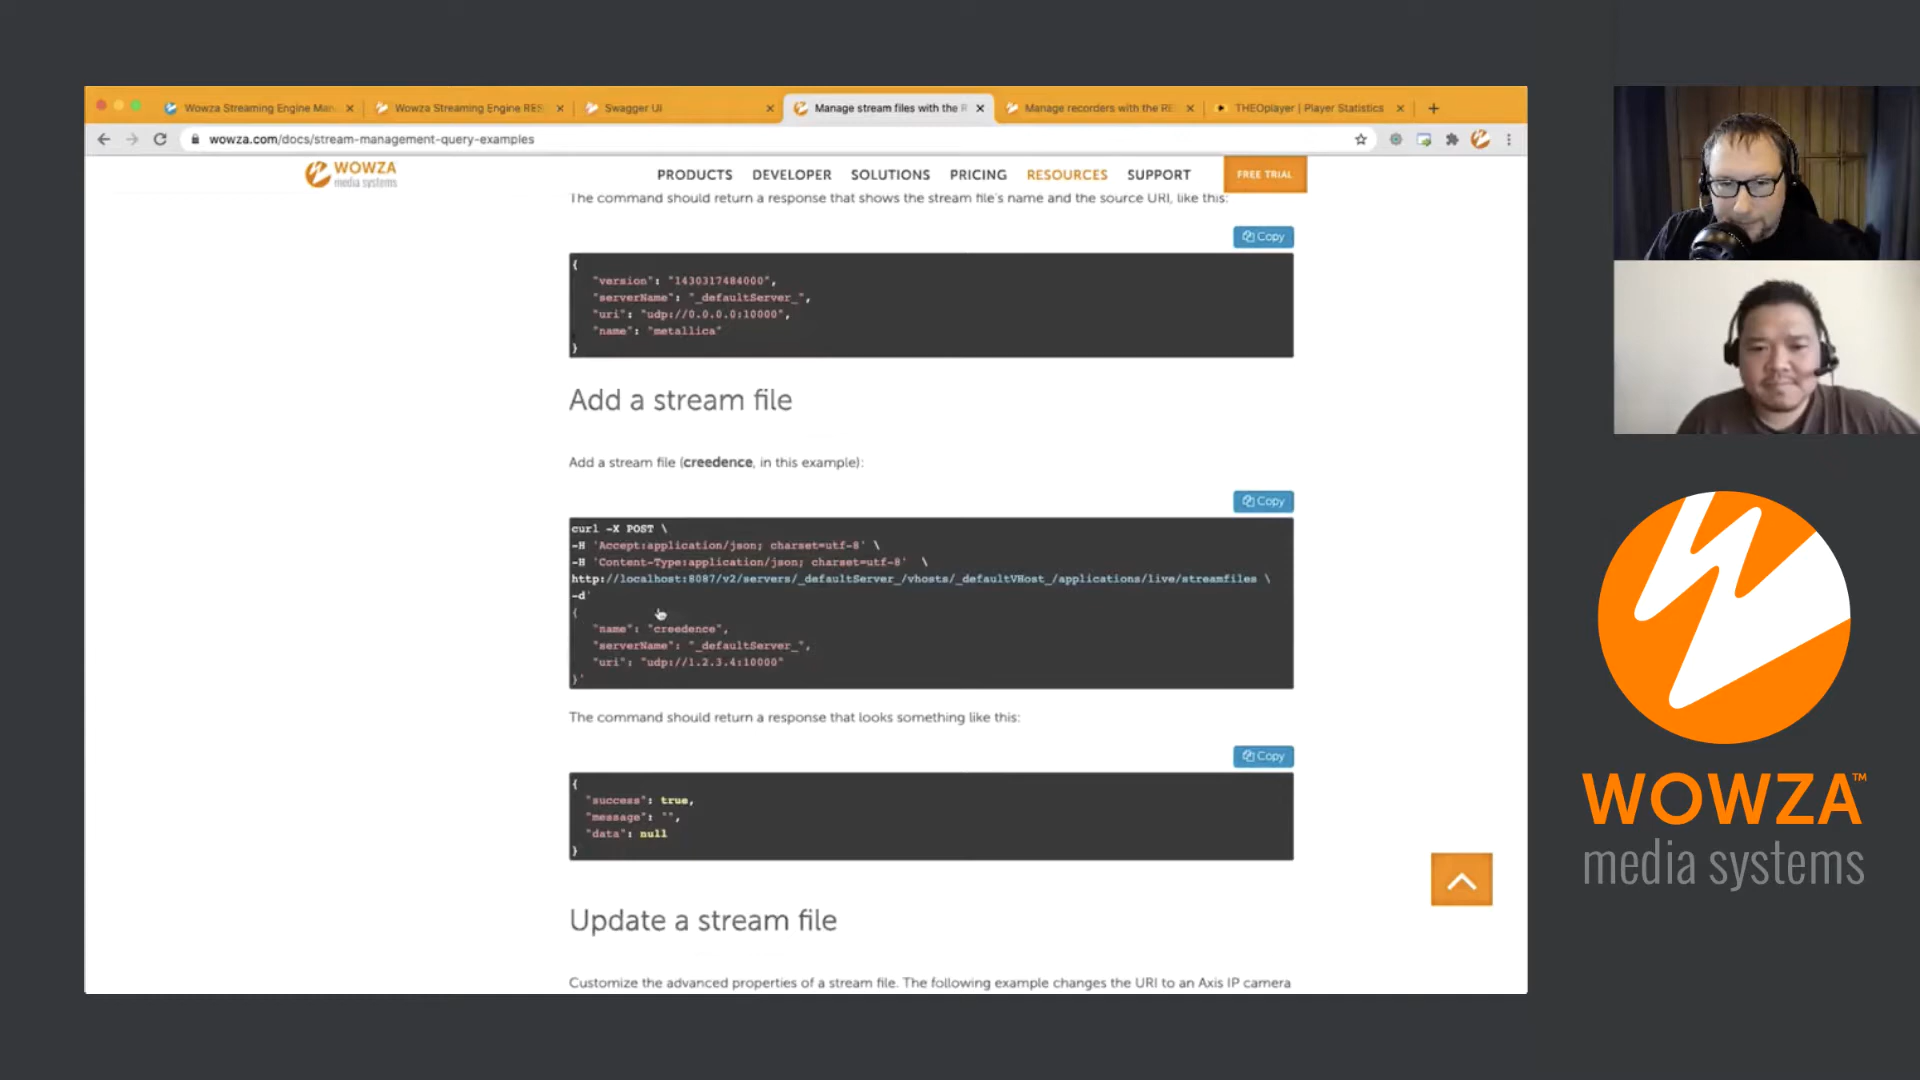 Wowza Streaming Engine Man
Wowza Streaming Engine RES
Swagger UI
Manage stream files with the R
Manage recorders with the RE
THEOplayer | Player Statistics
wowza.com/docs/stream-management-query-examples
WOWZA
media systems
PRODUCTS DEVELOPER SOLUTIONS PRICING RESOURCES SUPPORT FREE TRIAL
The command should return a response that shows the stream file's name and the source URI, like this:
Copy
{
"version": "1430317484000",
"serverName": "_defaultServer_",
"uri": "udp://0.0.0.0:10000",
"name": "metallica"
}
Add a stream file
Add a stream file (creedence, in this example):
Copy
curl -X POST \
-H 'Accept:application/json; charset=utf-8' \
-H 'Content-Type:application/json; charset=utf-8' \
http://localhost:8087/v2/servers/_defaultServer_/vhosts/_defaultVHost_/applications/live/streamfiles \
-d'
{
"name": "creedence",
"serverName": "_defaultServer_",
"uri": "udp://1.2.3.4:10000"
}'
The command should return a response that looks something like this:
Copy
{
"success": true,
"message": "",
"data": null
}
Update a stream file
Customize the advanced properties of a stream file. The following example changes the URI to an Axis IP camera
WOWZA™
media systems